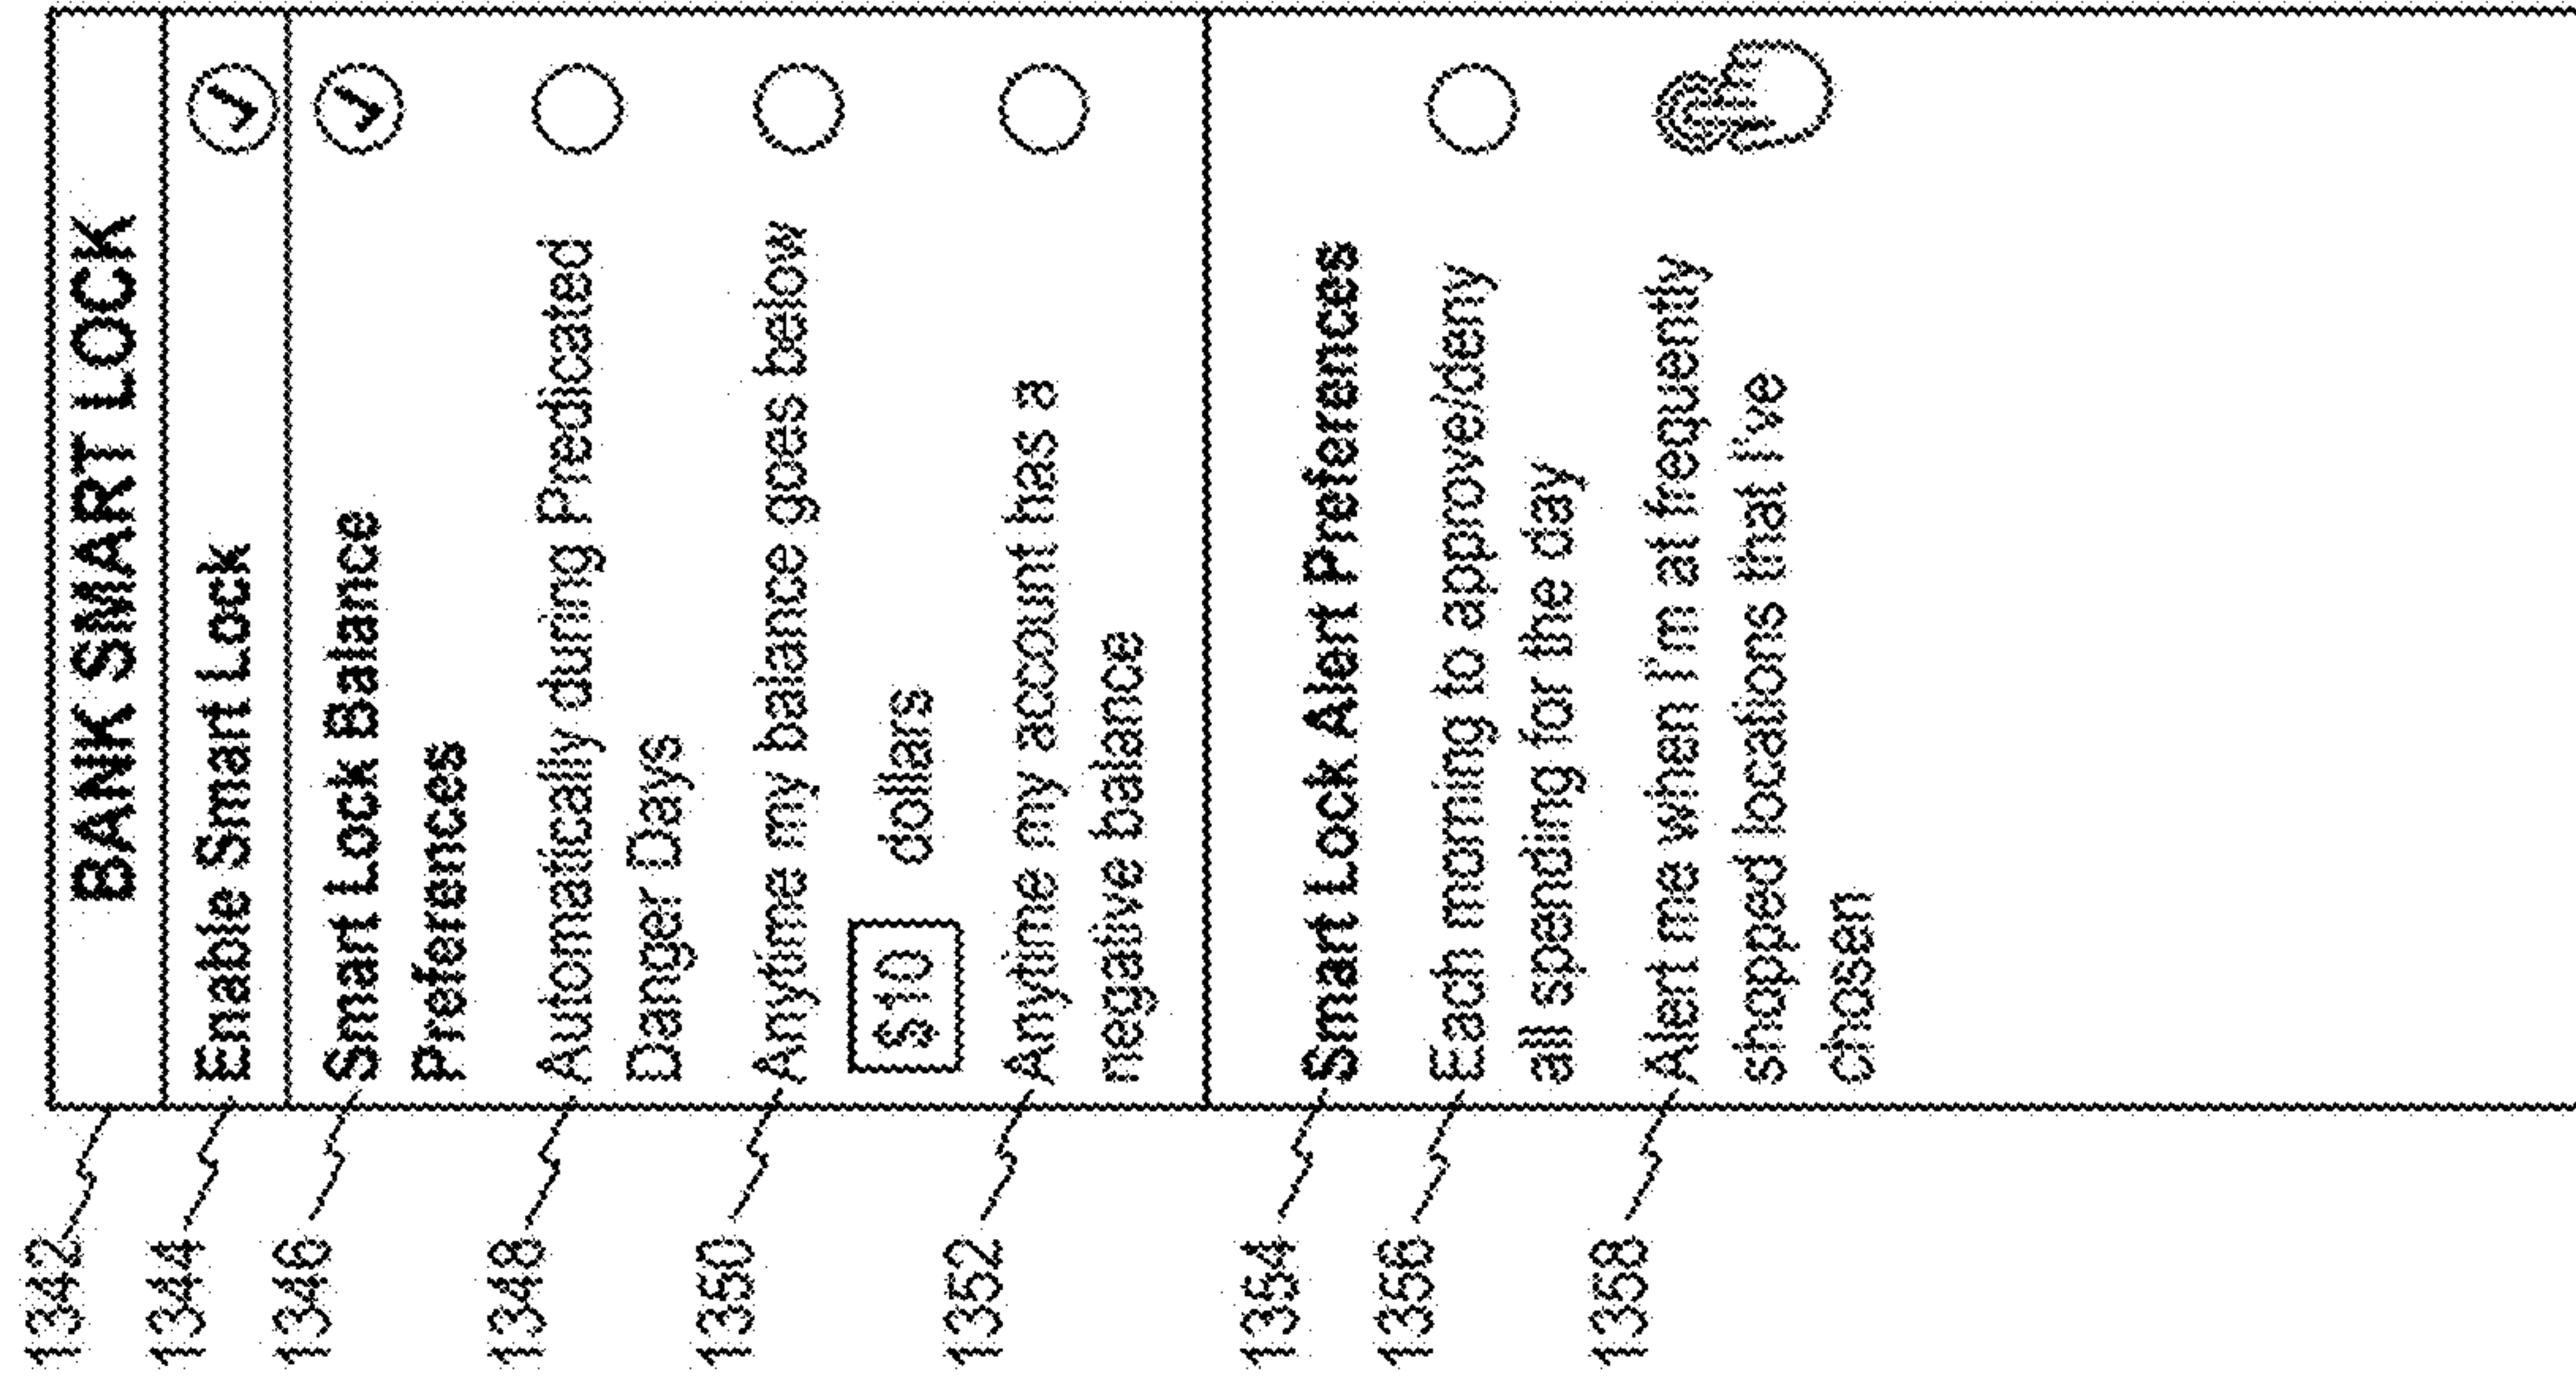 BANK SMART LOCK
1342
1344 Enable Smart Lock
1346 Smart Lock Balance
Preferences
1348 Automatically during Predicated
Danger Days
1350 Anytime my balance goes below
$10 dollars
1352 Anytime my account has a
negative balance
1354 Smart Lock Alert Preferences
1356 Each morning to approve/deny
all spending for the day
1358 Alert me when I'm at frequently
shopped locations that I've
chosen